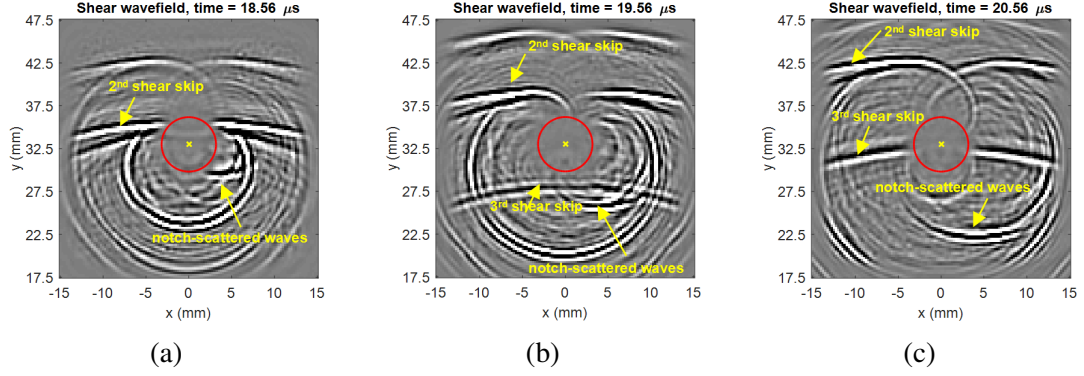 Shear wavefield, time = 18.56 μs
47.5
42.5
37.5
32.5
27.5
22.5
17.5
y (mm)
2nd shear skip
notch-scattered waves
-15 -10 -5 0 5 10 15
x (mm)
(a)
Shear wavefield, time = 19.56 μs
47.5
42.5
37.5
32.5
27.5
22.5
17.5
y (mm)
2nd shear skip
3rd shear skip
notch-scattered waves
-15 -10 -5 0 5 10 15
x (mm)
(b)
Shear wavefield, time = 20.56 μs
47.5
42.5
37.5
32.5
27.5
22.5
17.5
y (mm)
2nd shear skip
3rd shear skip
notch-scattered waves
-15 -10 -5 0 5 10 15
x (mm)
(c)